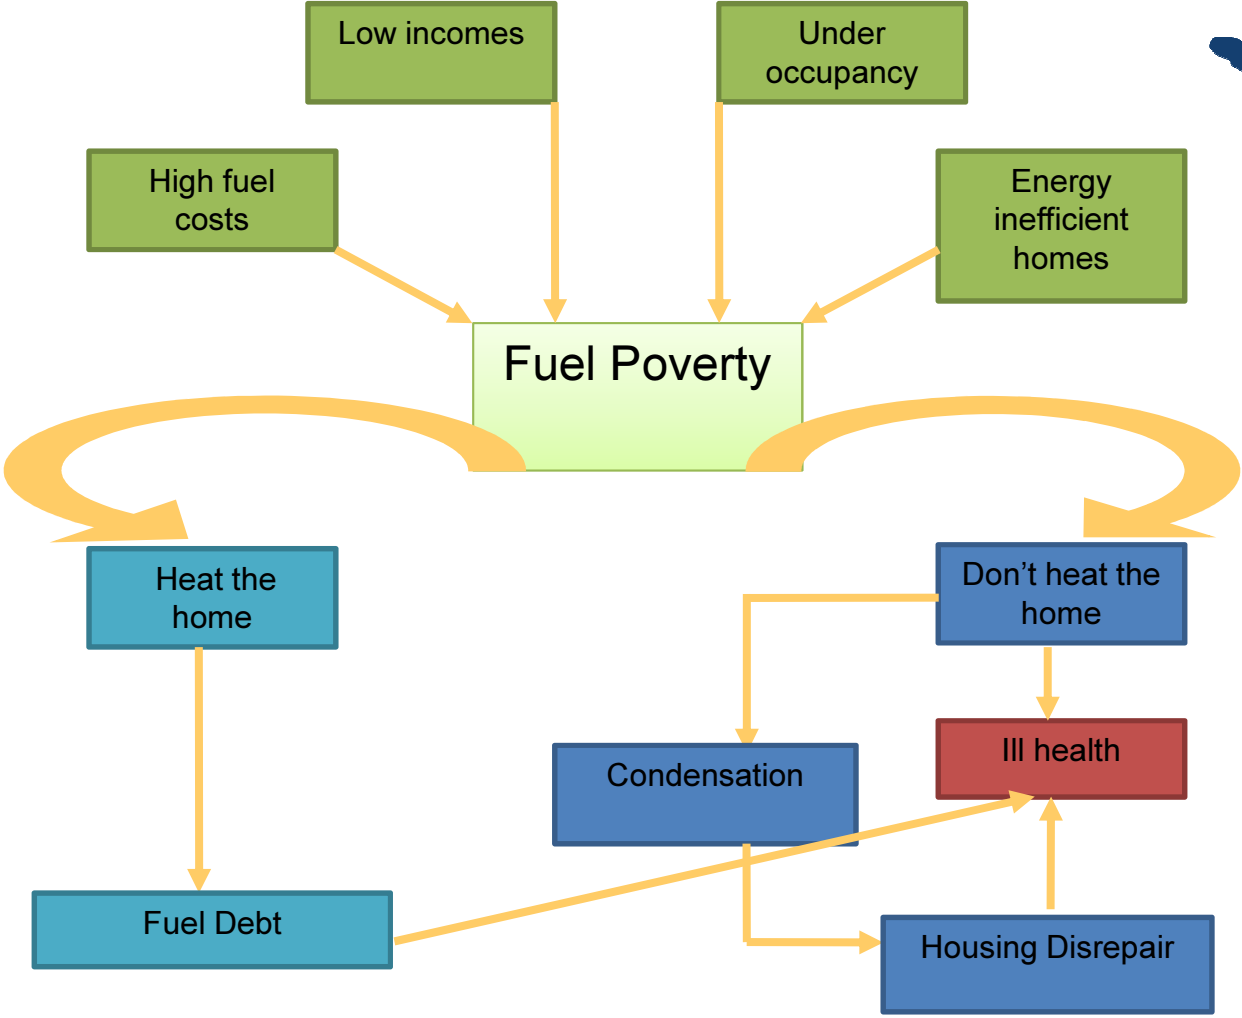 Low incomes
Under
occupancy
High fuel
costs
Energy
inefficient
homes
Fuel Poverty
Heat the
home
Don’t heat the
home
Ill health
Condensation
Fuel Debt
Housing Disrepair